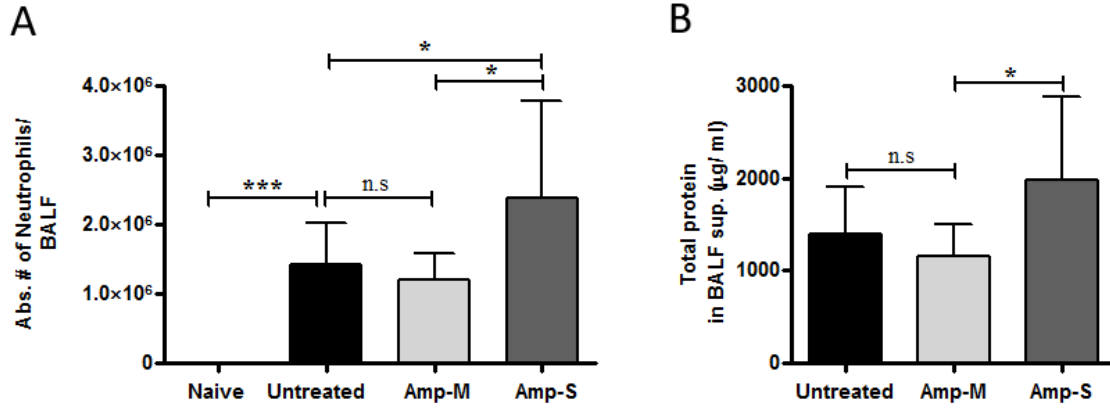 A
Abs. # of Neutrophils/
BALF
4.0×10⁶
3.0×10⁶
2.0×10⁶
1.0×10⁶
0
*
*
***
n.s
Naive Untreated Amp-M Amp-S
B
Total protein
in BALF sup. (µg/ ml)
3000
2000
1000
0
*
n.s
Untreated Amp-M Amp-S